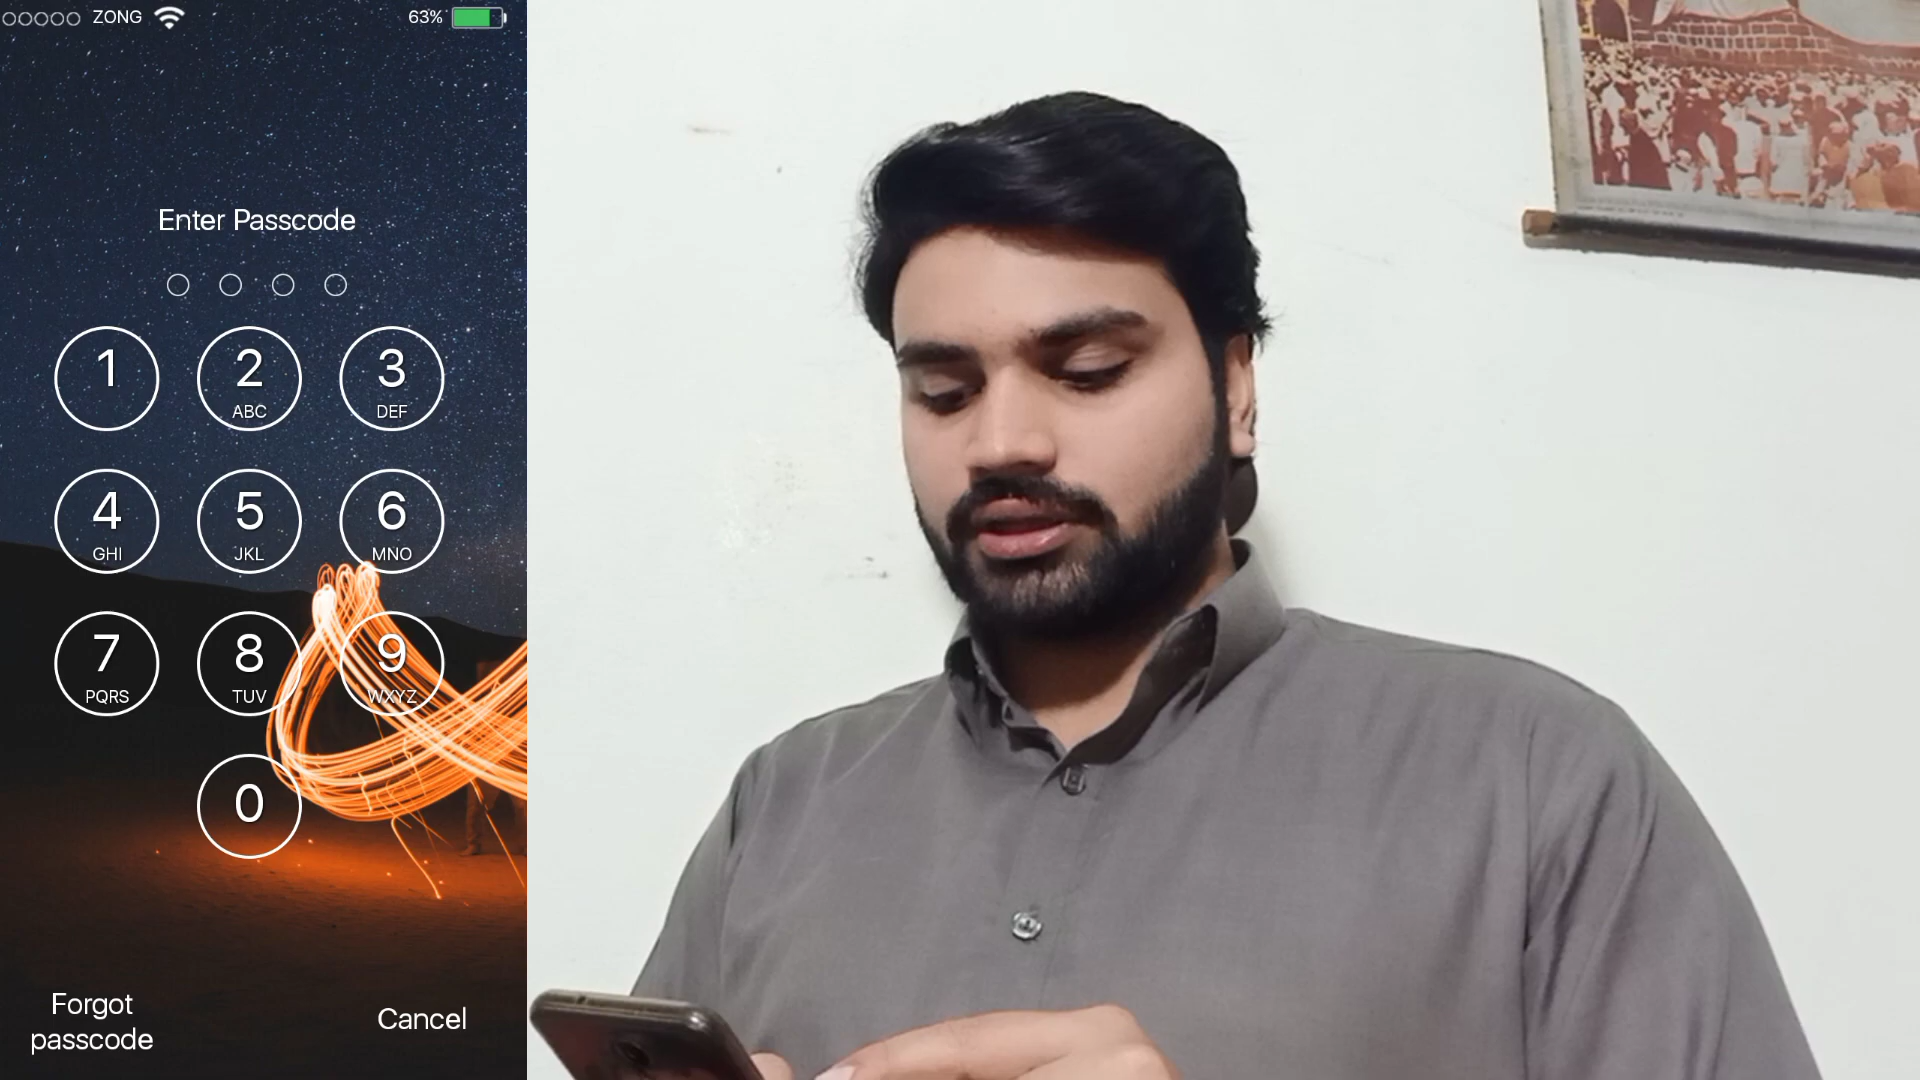 ZONG 63%
Enter Passcode
1 2 3
ABC DEF
4 5 6
GHI JKL MNO
7 8 9
PQRS TUV WXYZ
0
Forgot
passcode
Cancel